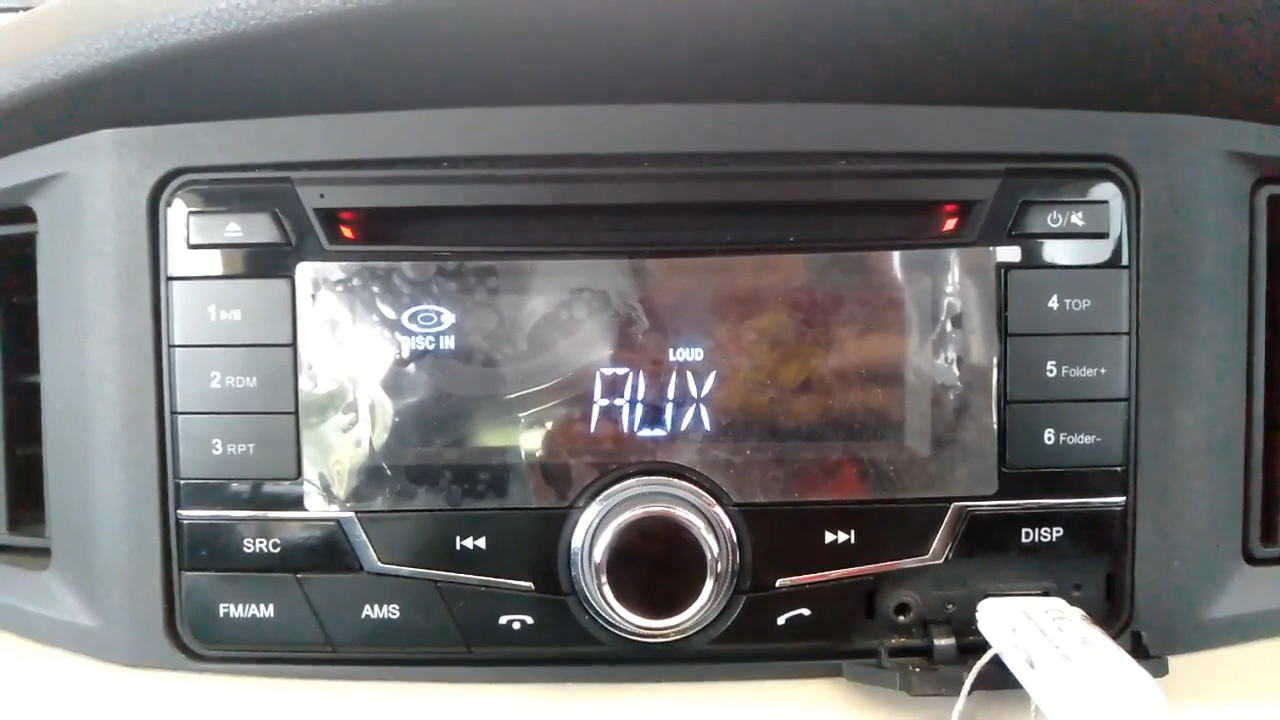 1
4 TOP
DISC IN
LOUD
AUX
2 RDM
5 Folder+
3 RPT
6 Folder-
SRC
DISP
FM/AM
AMS